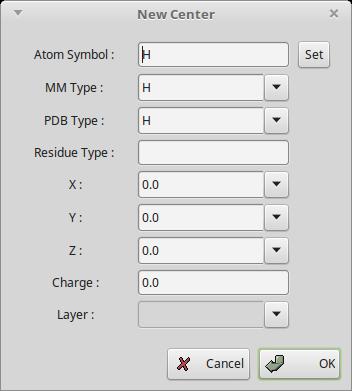 New Center
Atom Symbol : H Set
MM Type : H
PDB Type : H
Residue Type :
X : 0.0
Y : 0.0
Z : 0.0
Charge : 0.0
Layer :
Cancel OK